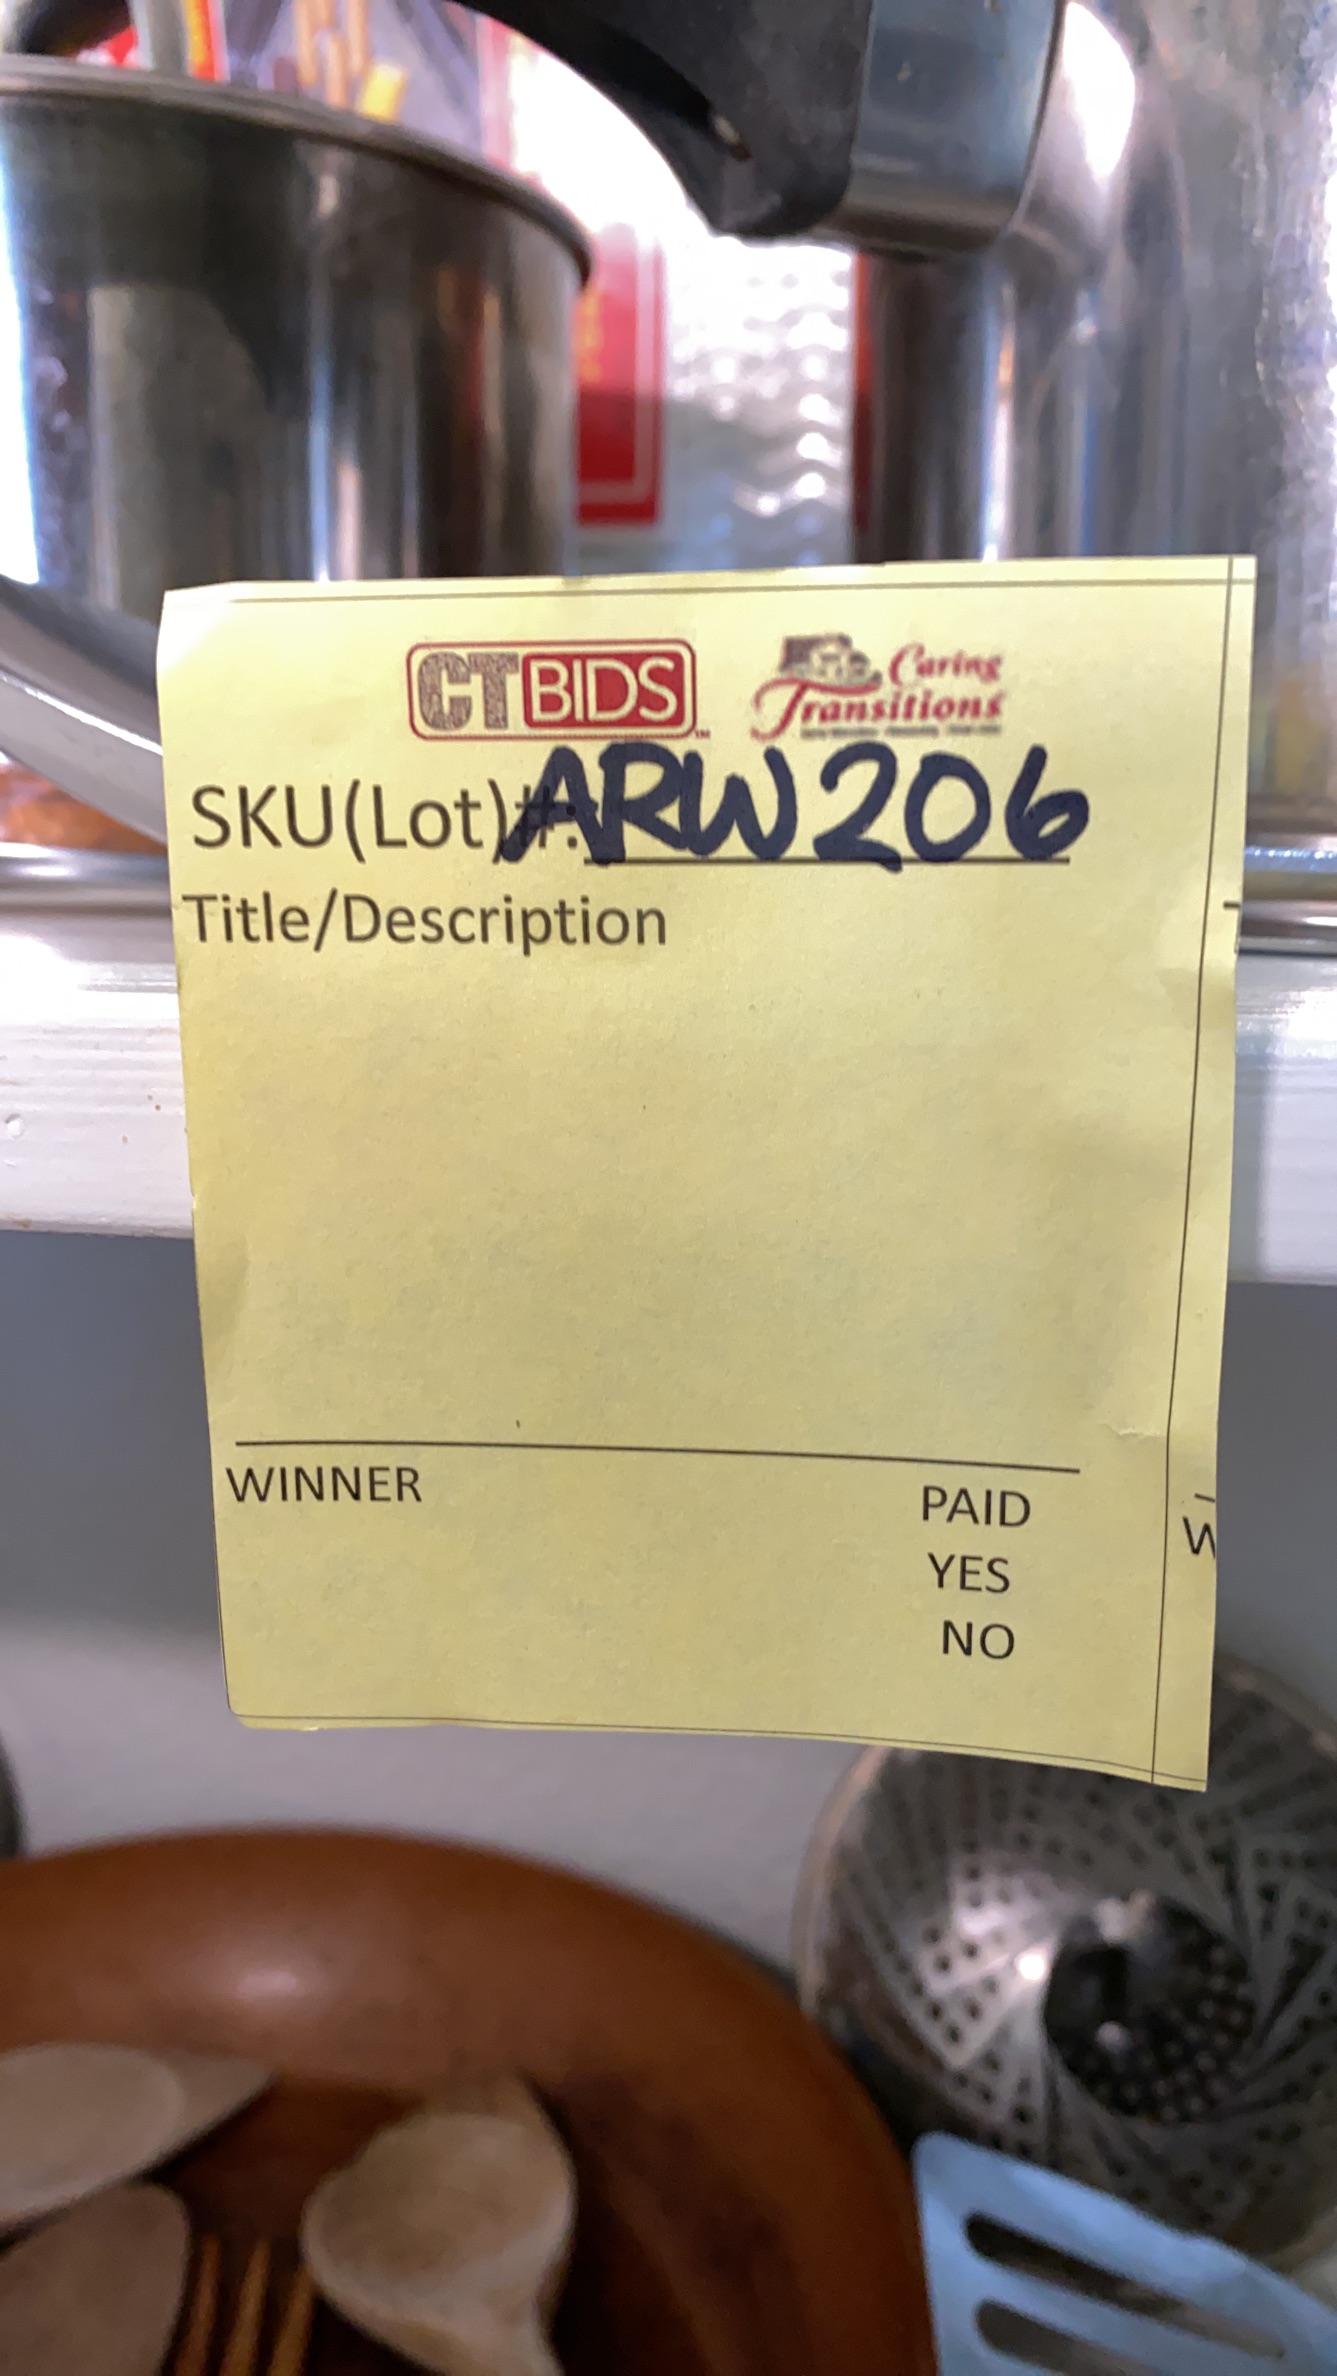 CTBIDS
Caring
Transitions
SKU(Lot)#: ARW206
Title/Description
WINNER
PAID
YES
NO
W